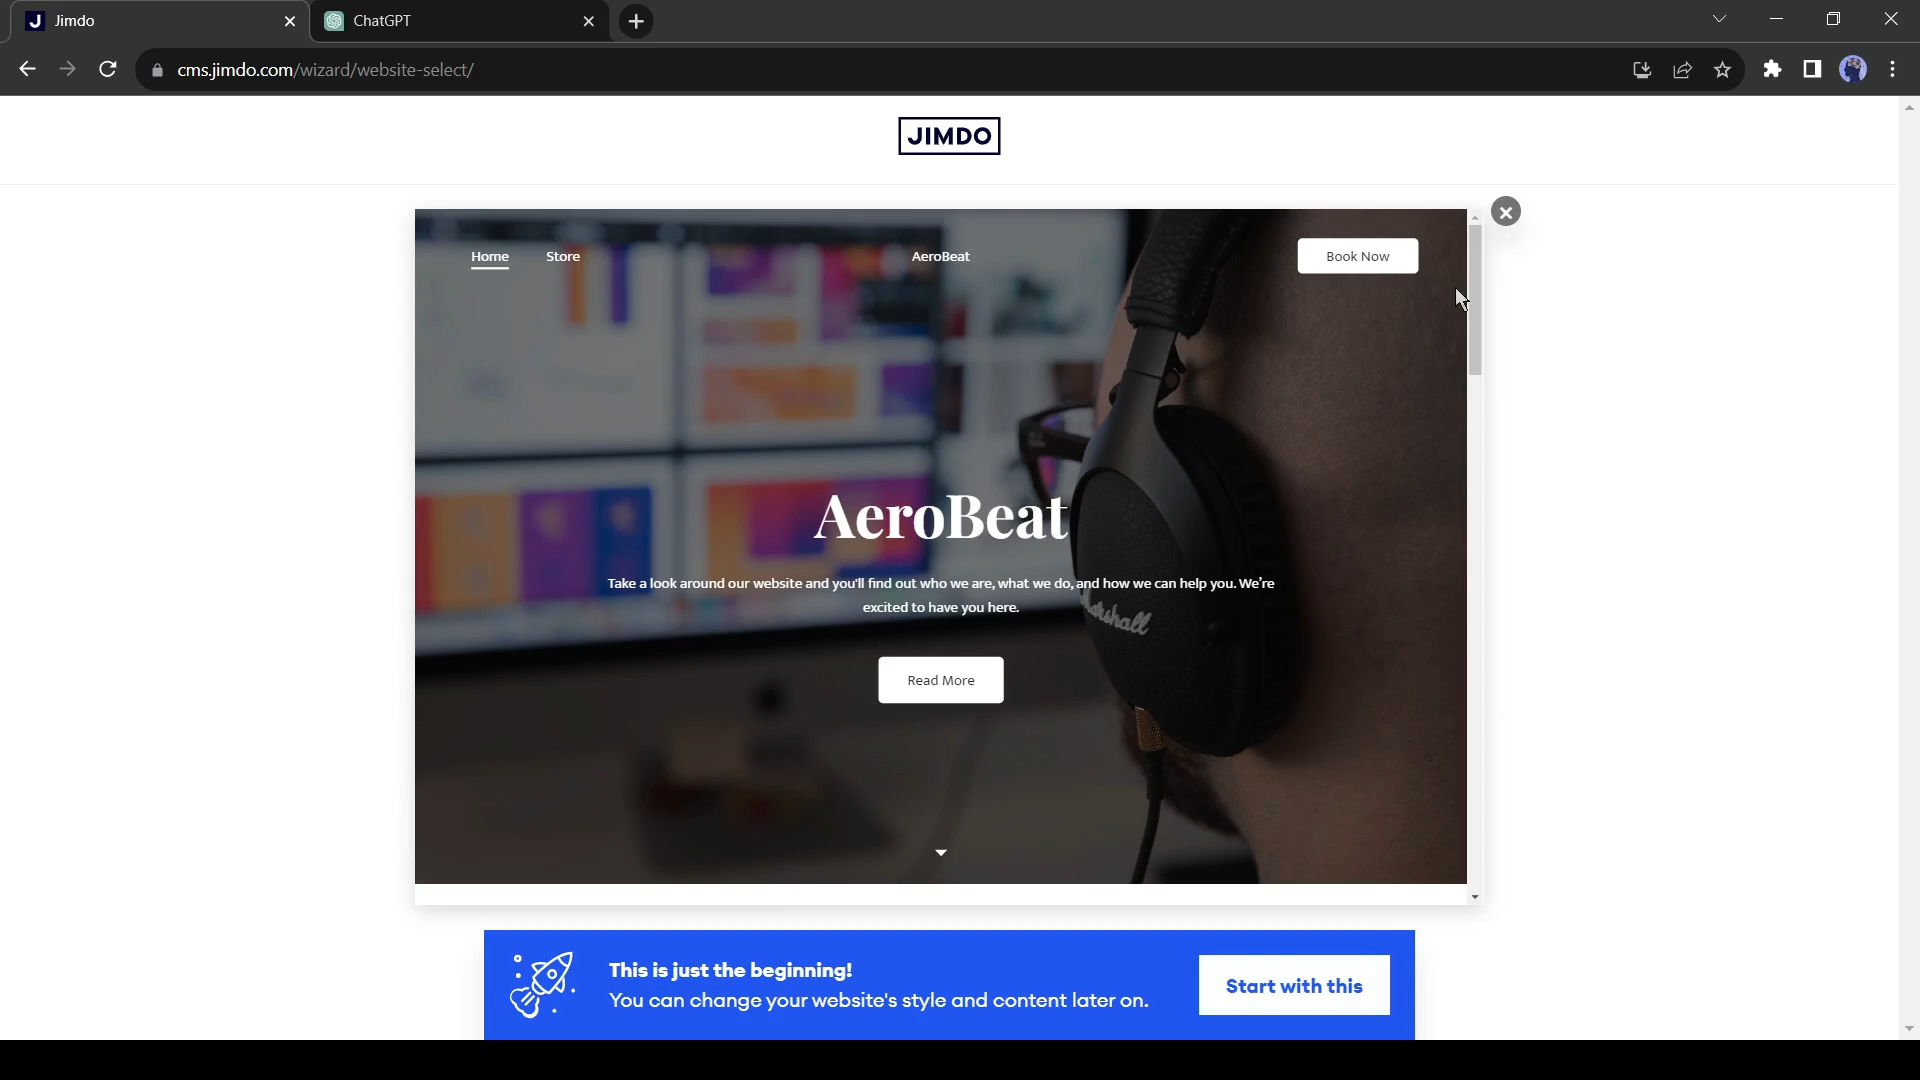 Jimdo
ChatGPT
cms.jimdo.com/wizard/website-select/
JIMDO
Home Store AeroBeat Book Now
AeroBeat
Take a look around our website and you'll find out who we are, what we do, and how we can help you. We're
excited to have you here.
Marshall
Read More
This is just the beginning!
You can change your website's style and content later on.
Start with this